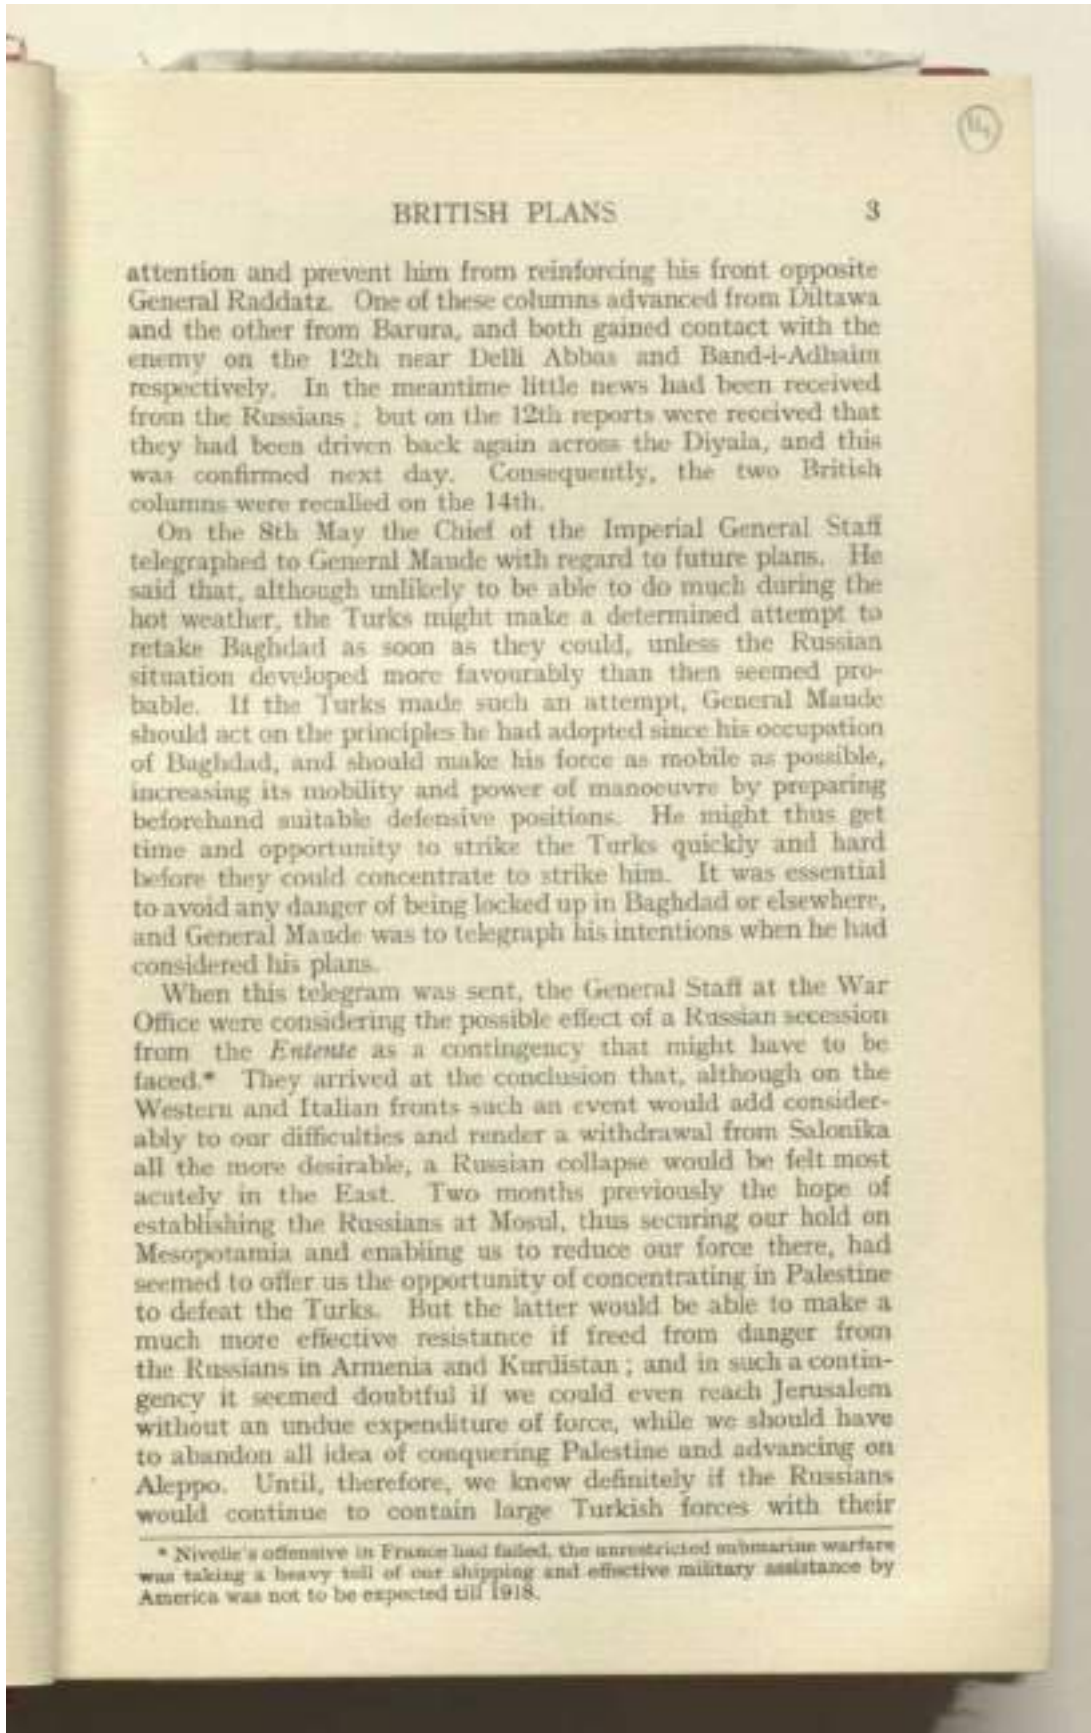 BRITISH PLANS 3
attention and prevent him from reinforcing his front opposite
General Raddatz. One of these columns advanced from Diltawa
and the other from Barura, and both gained contact with the
enemy on the 12th near Delli Abbas and Band-i-Adhaim
respectively. In the meantime little news had been received
from the Russians ; but on the 12th reports were received that
they had been driven back again across the Diyala, and this
was confirmed next day. Consequently, the two British
columns were recalled on the 14th.
On the 8th May the Chief of the Imperial General Staff
telegraphed to General Maude with regard to future plans. He
said that, although unlikely to be able to do much during the
hot weather, the Turks might make a determined attempt to
retake Baghdad as soon as they could, unless the Russian
situation developed more favourably than then seemed pro-
bable. If the Turks made such an attempt, General Maude
should act on the principles he had adopted since his occupation
of Baghdad, and should make his force as mobile as possible,
increasing its mobility and power of manoeuvre by preparing
beforehand suitable defensive positions. He might thus get
time and opportunity to strike the Turks quickly and hard
before they could concentrate to strike him. It was essential
to avoid any danger of being locked up in Baghdad or elsewhere,
and General Maude was to telegraph his intentions when he had
considered his plans.
When this telegram was sent, the General Staff at the War
Office were considering the possible effect of a Russian secession
from the Entente as a contingency that might have to be
faced.* They arrived at the conclusion that, although on the
Western and Italian fronts such an event would add consider-
ably to our difficulties and render a withdrawal from Salonika
all the more desirable, a Russian collapse would be felt most
acutely in the East. Two months previously the hope of
establishing the Russians at Mosul, thus securing our hold on
Mesopotamia and enabling us to reduce our force there, had
seemed to offer us the opportunity of concentrating in Palestine
to defeat the Turks. But the latter would be able to make a
much more effective resistance if freed from danger from
the Russians in Armenia and Kurdistan ; and in such a contin-
gency it seemed doubtful if we could even reach Jerusalem
without an undue expenditure of force, while we should have
to abandon all idea of conquering Palestine and advancing on
Aleppo. Until, therefore, we knew definitely if the Russians
would continue to contain large Turkish forces with their
* Nivelle's offensive in France had failed, the unrestricted submarine warfare
was taking a heavy toll of our shipping and effective military assistance by
America was not to be expected till 1918.